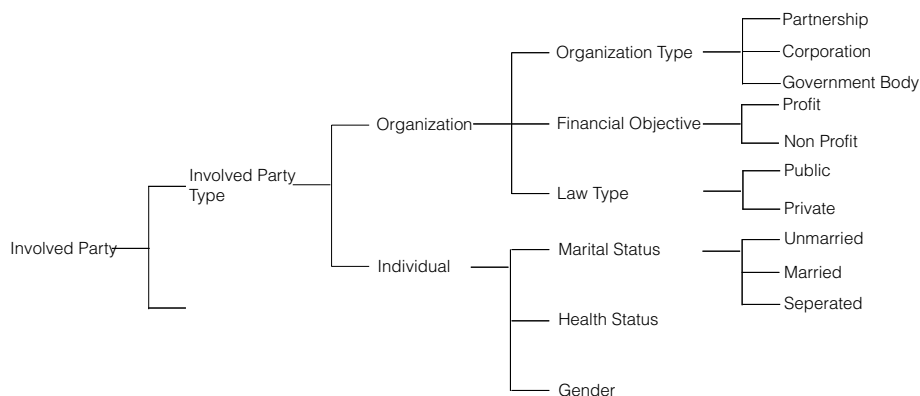 Partnership
Organization Type
Corporation
Government Body
Profit
Organization
Financial Objective
Non Profit
Involved Party
Type
Public
Law Type
Private
Involved Party
Unmarried
Individual
Marital Status
Married
Seperated
Health Status
Gender